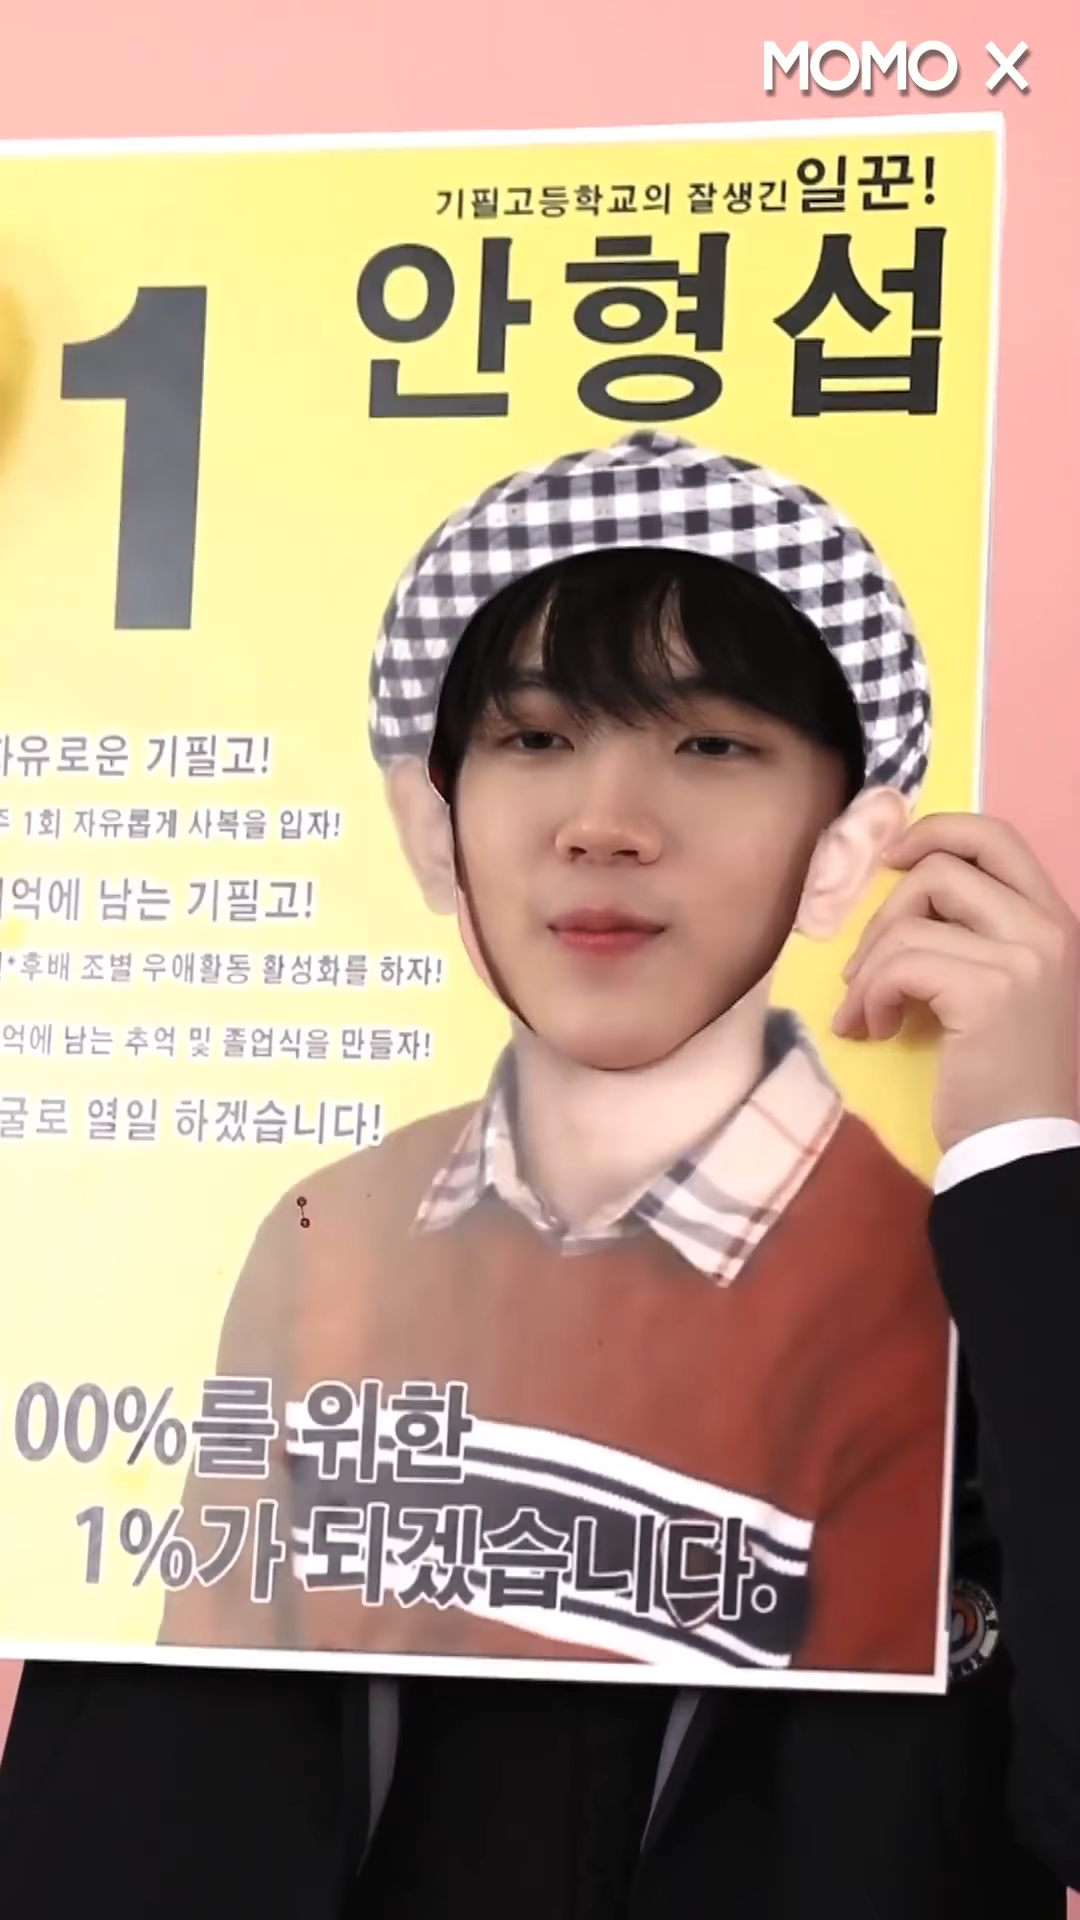 MOMO X
기필고등학교의 잘생긴 일꾼!
안형섭
1
자유로운 기필고!
주 1회 자유롭게 사복을 입자!
기억에 남는 기필고!
후배 조별 우애활동 활성화를 하자!
기억에 남는 추억 및 졸업식을 만들자!
굴로 열일 하겠습니다!
00%를 위한
1%가 되겠습니다.